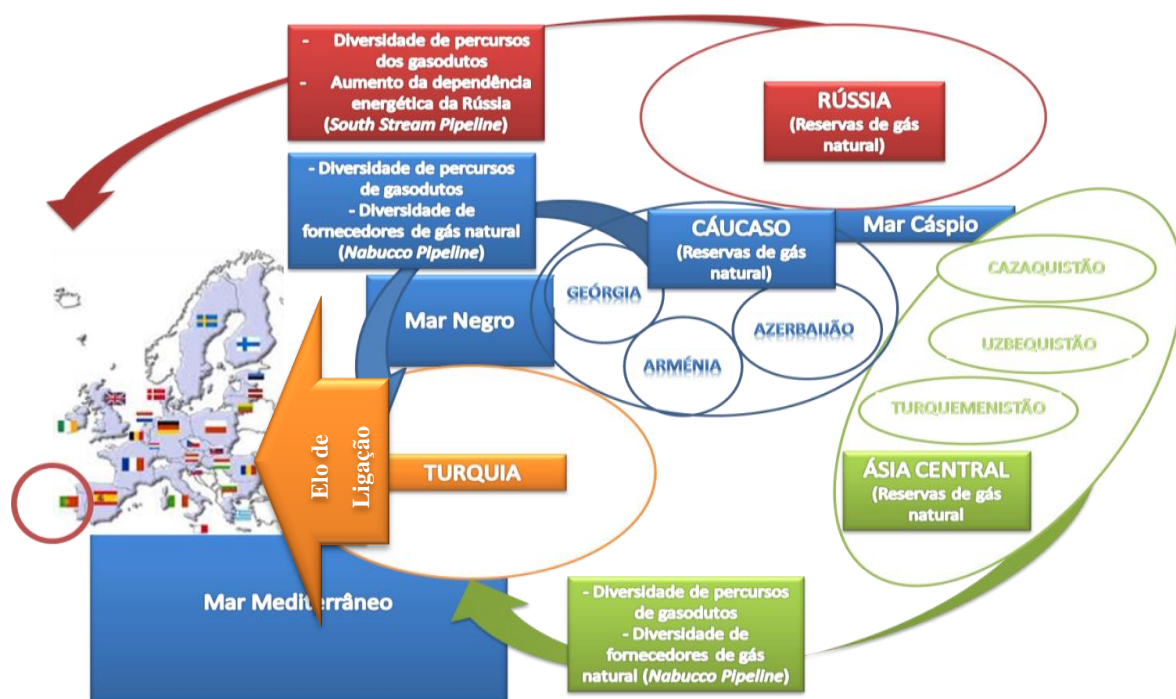 - Diversidade de percursos
dos gasodutos
- Aumento da dependência
energética da Rússia
(South Stream Pipeline)
RÚSSIA
(Reservas de gás
natural)
- Diversidade de percursos
de gasodutos
- Diversidade de
fornecedores de gás natural
(Nabucco Pipeline)
CÁUCASO
(Reservas de gás
natural)
Mar Cáspio
CAZAQUISTÃO
GEÓRGIA
Mar Negro
AZERBAIJÃO
UZBEQUISTÃO
ARMÉNIA
TURQUEMENISTÃO
Elo de
Ligação
TURQUIA
ÁSIA CENTRAL
(Reservas de gás
natural
Mar Mediterrâneo
- Diversidade de percursos
de gasodutos
- Diversidade de
fornecedores de gás
natural (Nabucco Pipeline)